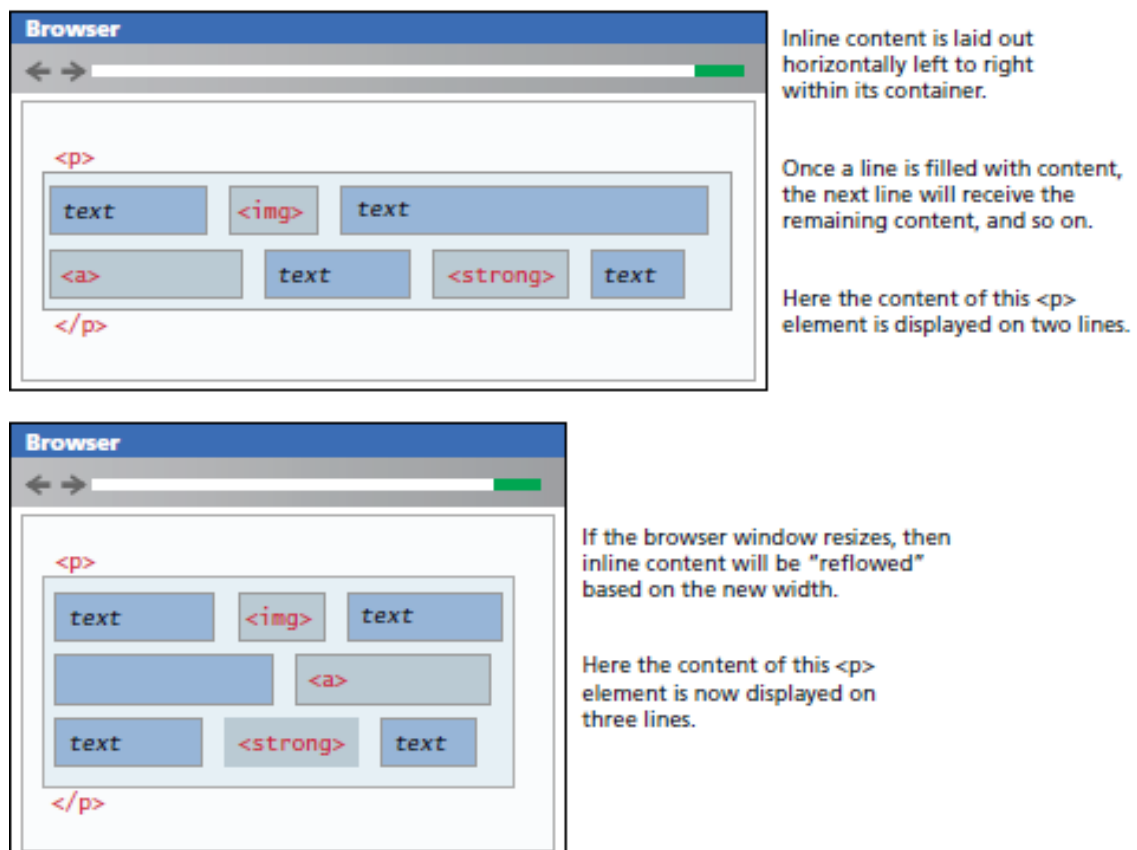 Browser
Inline content is laid out
horizontally left to right
within its container.
<p>
text <img> text
<a> text <strong> text
</p>
Once a line is filled with content,
the next line will receive the
remaining content, and so on.
Here the content of this <p>
element is displayed on two lines.
Browser
<p>
text <img> text
<a>
text <strong> text
</p>
If the browser window resizes, then
inline content will be “reflowed”
based on the new width.
Here the content of this <p>
element is now displayed on
three lines.